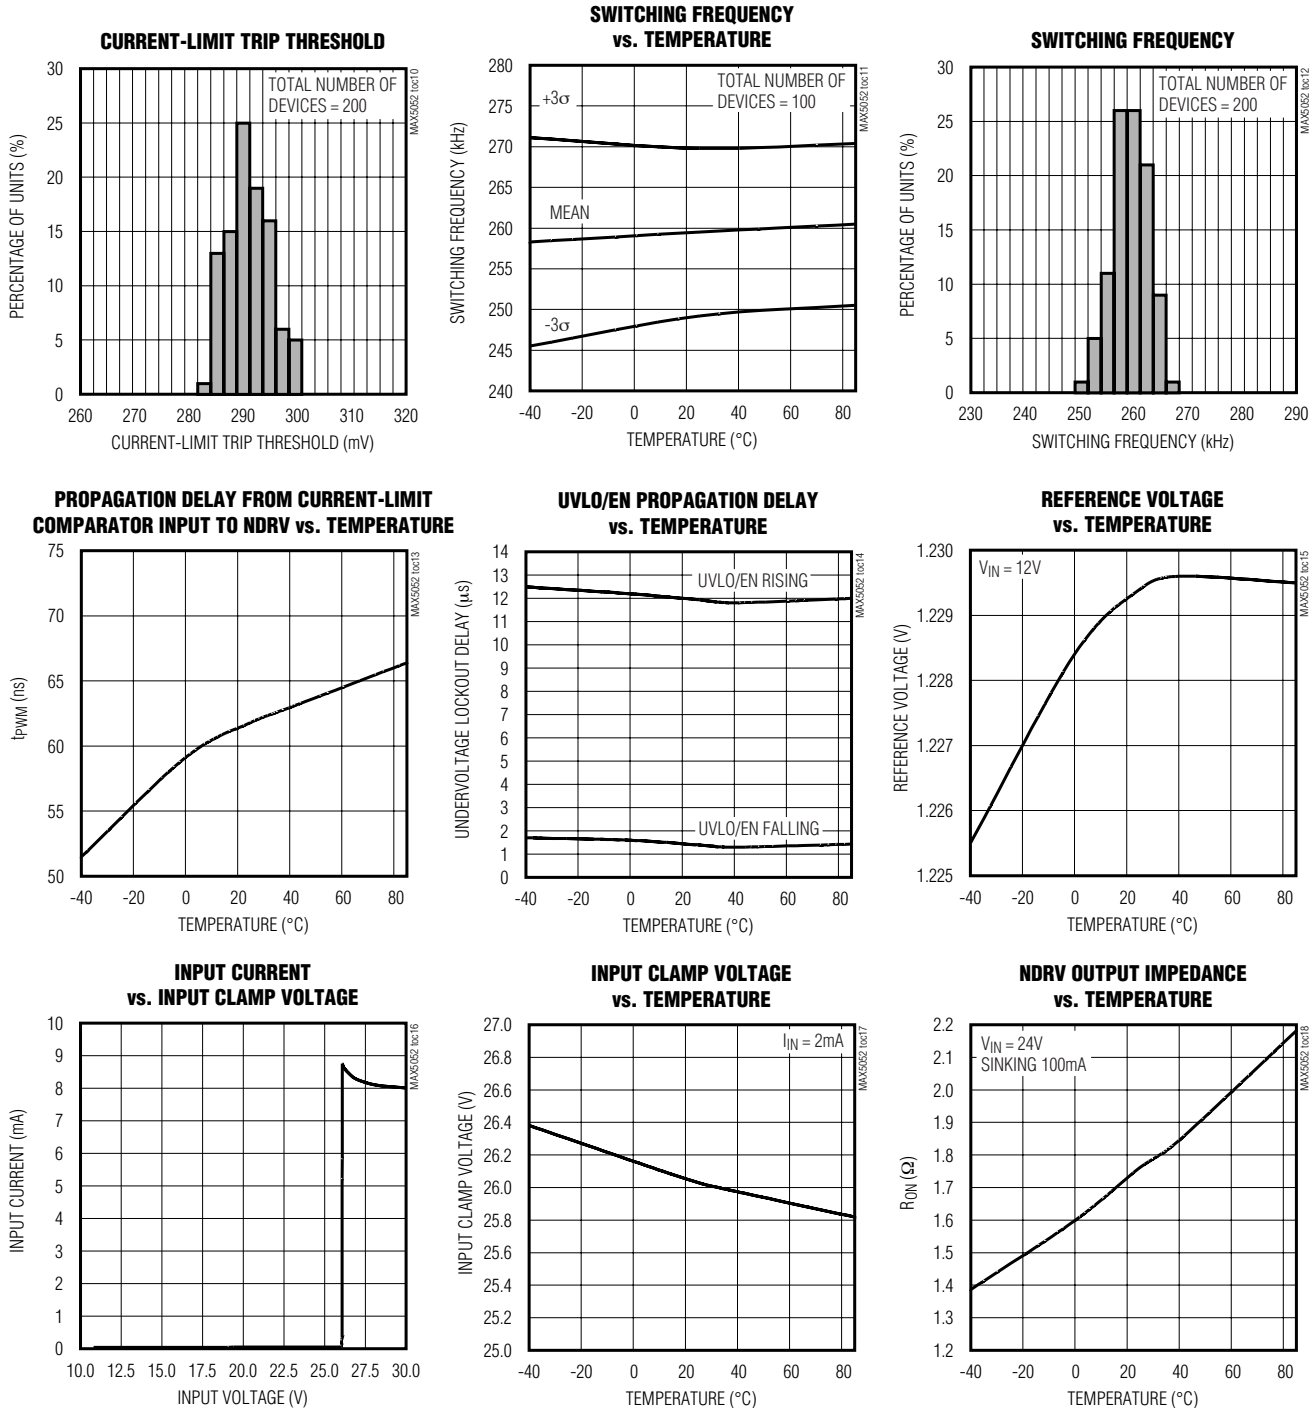 CURRENT-LIMIT TRIP THRESHOLD
30
25
20
15
10
5
0
PERCENTAGE OF UNITS (%)
TOTAL NUMBER OF
DEVICES = 200
MAX5052 toc10
260 270 280 290 300 310 320
CURRENT-LIMIT TRIP THRESHOLD (mV)
SWITCHING FREQUENCY
vs. TEMPERATURE
280
275
270
265
260
255
250
245
240
SWITCHING FREQUENCY (kHz)
TOTAL NUMBER OF
DEVICES = 100
+3σ
MEAN
-3σ
MAX5052 toc11
-40 -20 0 20 40 60 80
TEMPERATURE (°C)
SWITCHING FREQUENCY
30
25
20
15
10
5
0
PERCENTAGE OF UNITS (%)
TOTAL NUMBER OF
DEVICES = 200
MAX5052 toc12
230 240 250 260 270 280 290
SWITCHING FREQUENCY (kHz)
PROPAGATION DELAY FROM CURRENT-LIMIT
COMPARATOR INPUT TO NDRV vs. TEMPERATURE
75
70
65
60
55
50
tPWM (ns)
MAX5052 toc13
-40 -20 0 20 40 60 80
TEMPERATURE (°C)
UVLO/EN PROPAGATION DELAY
vs. TEMPERATURE
14
13
12
11
10
9
8
7
6
5
4
3
2
1
0
UNDERVOLTAGE LOCKOUT DELAY (µs)
UVLO/EN RISING
UVLO/EN FALLING
MAX5052 toc14
-40 -20 0 20 40 60 80
TEMPERATURE (°C)
REFERENCE VOLTAGE
vs. TEMPERATURE
1.230
1.229
1.228
1.227
1.226
1.225
REFERENCE VOLTAGE (V)
VIN = 12V
MAX5052 toc15
-40 -20 0 20 40 60 80
TEMPERATURE (°C)
INPUT CURRENT
vs. INPUT CLAMP VOLTAGE
10
9
8
7
6
5
4
3
2
1
0
INPUT CURRENT (mA)
MAX5052 toc16
10.0 12.5 15.0 17.5 20.0 22.5 25.0 27.5 30.0
INPUT VOLTAGE (V)
INPUT CLAMP VOLTAGE
vs. TEMPERATURE
27.0
26.8
26.6
26.4
26.2
26.0
25.8
25.6
25.4
25.2
25.0
INPUT CLAMP VOLTAGE (V)
IIN = 2mA
MAX5052 toc17
-40 -20 0 20 40 60 80
TEMPERATURE (°C)
NDRV OUTPUT IMPEDANCE
vs. TEMPERATURE
2.2
2.1
2.0
1.9
1.8
1.7
1.6
1.5
1.4
1.3
1.2
RON (Ω)
VIN = 24V
SINKING 100mA
MAX5052 toc18
-40 -20 0 20 40 60 80
TEMPERATURE (°C)